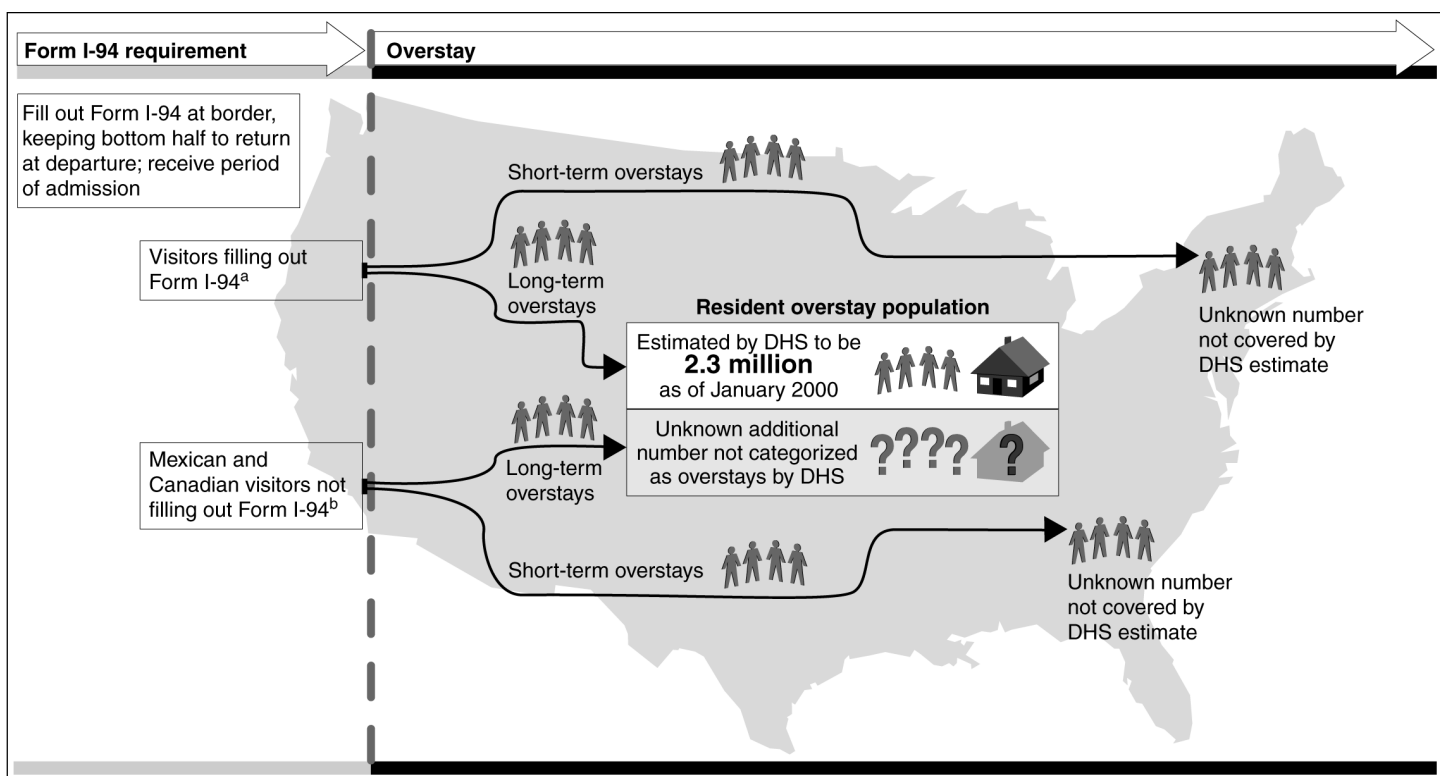 Form I-94 requirement
Overstay
Fill out Form I-94 at border,
keeping bottom half to return
at departure; receive period
of admission
Short-term overstays
Visitors filling out
Form I-94a
Long-term
overstays
Resident overstay population
Estimated by DHS to be
2.3 million
as of January 2000
Unknown number
not covered by
DHS estimate
Unknown additional
number not categorized
as overstays by DHS
? ? ? ? ?
Mexican and
Canadian visitors not
filling out Form I-94b
Long-term
overstays
Short-term overstays
Unknown number
not covered by
DHS estimate